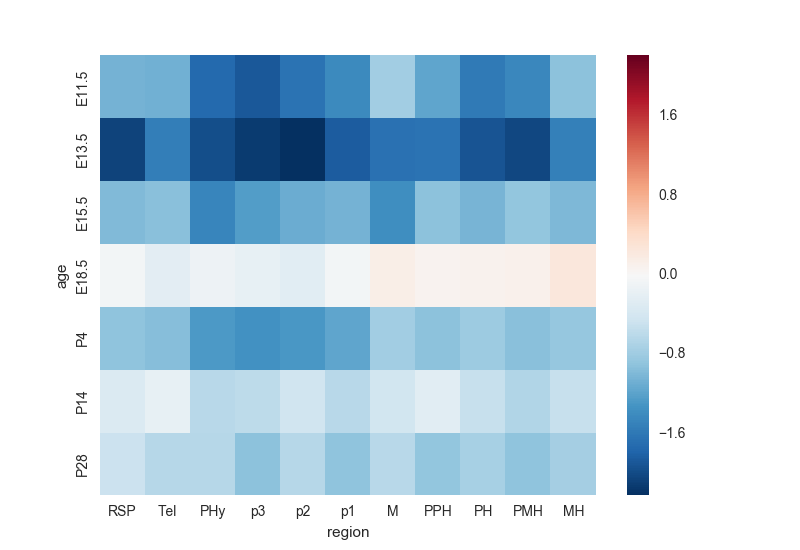 E11.5
E13.5
E15.5
E18.5
P4
P14
P28
age
RSP Tel PHy p3 p2 p1 M PPH PH PMH MH
region
1.6
0.8
0.0
−0.8
−1.6